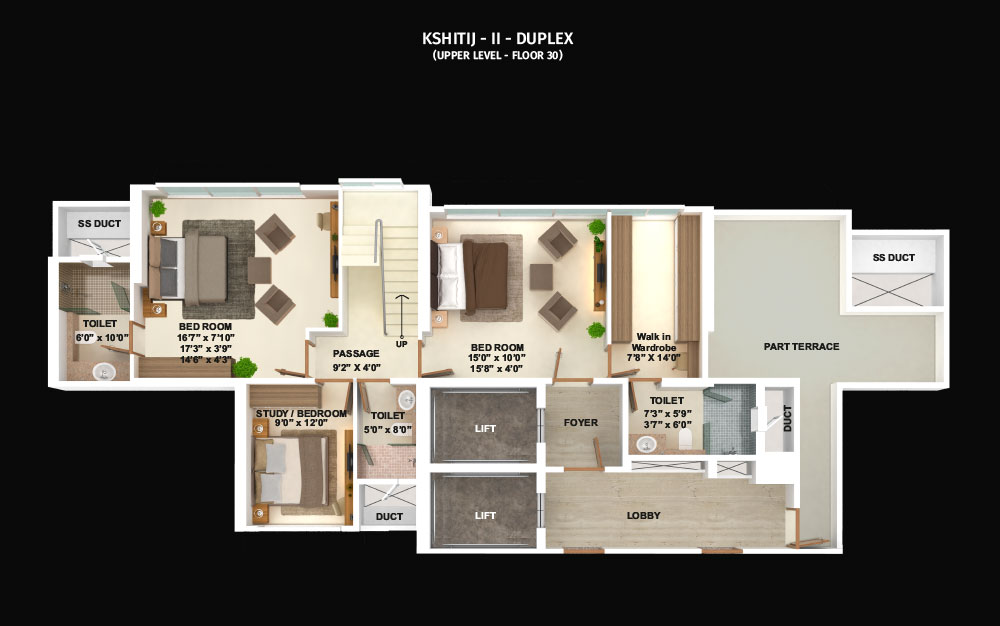 KSHITIJ - II - DUPLEX
(UPPER LEVEL - FLOOR 30)
SS DUCT
SS DUCT
TOILET
6'0" x 10'0"
BED ROOM
16'7" x 7'10"
17'3" x 3'9"
14'6" x 4'3"
UP
PASSAGE
9'2" X 4'0"
BED ROOM
15'0" x 10'0"
15'8" x 4'0"
Walk in
Wardrobe
7'8" X 14'0"
PART TERRACE
STUDY / BEDROOM
9'0" x 12'0"
TOILET
5'0" x 8'0"
LIFT
FOYER
TOILET
7'3" x 5'9"
3'7" x 6'0"
DUCT
DUCT
LIFT
LOBBY